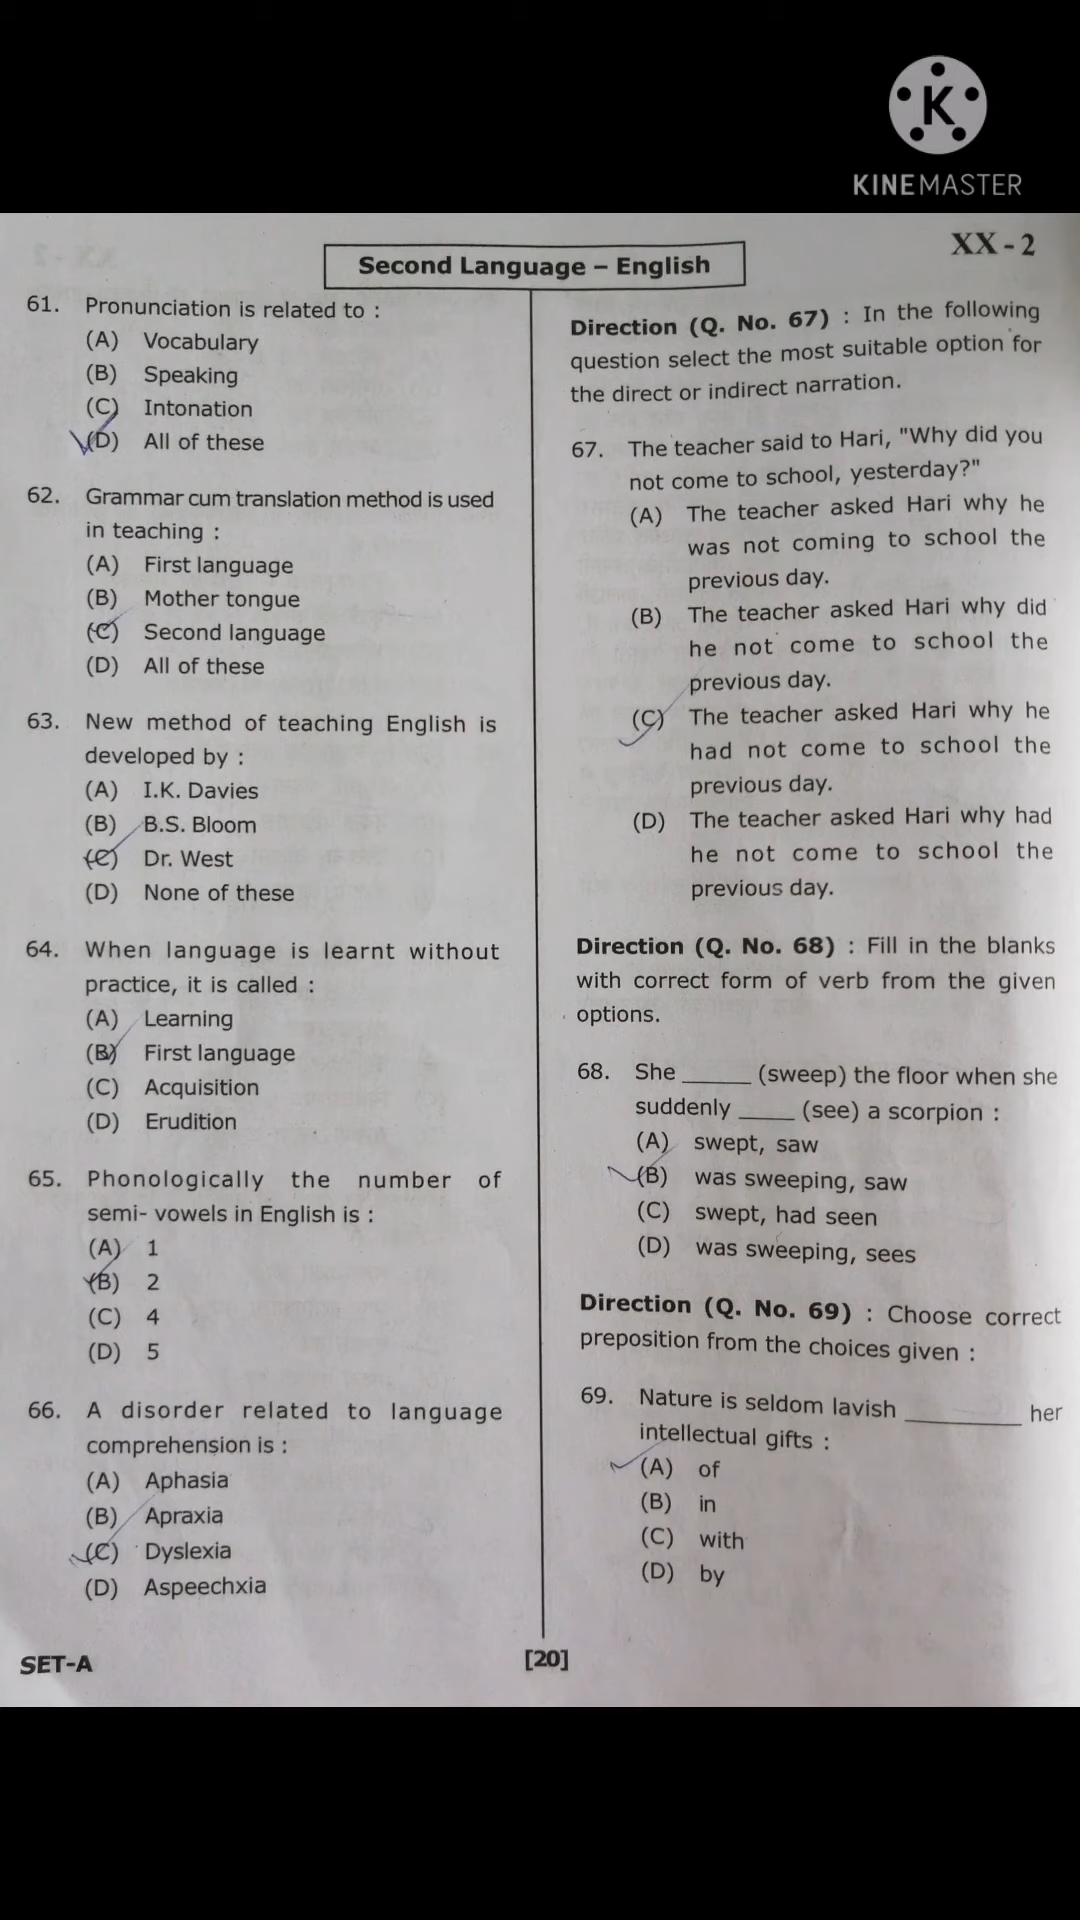 K
KINEMASTER
XX - 2
Second Language – English
61. Pronunciation is related to :
(A) Vocabulary
(B) Speaking
(C) Intonation
(D) All of these
62. Grammar cum translation method is used
in teaching :
(A) First language
(B) Mother tongue
(C) Second language
(D) All of these
63. New method of teaching English is
developed by :
(A) I.K. Davies
(B) B.S. Bloom
(C) Dr. West
(D) None of these
64. When language is learnt without
practice, it is called :
(A) Learning
(B) First language
(C) Acquisition
(D) Erudition
65. Phonologically the number of
semi- vowels in English is :
(A) 1
(B) 2
(C) 4
(D) 5
66. A disorder related to language
comprehension is :
(A) Aphasia
(B) Apraxia
(C) Dyslexia
(D) Aspeechxia
Direction (Q. No. 67) : In the following
question select the most suitable option for
the direct or indirect narration.
67. The teacher said to Hari, "Why did you
not come to school, yesterday?"
(A) The teacher asked Hari why he
was not coming to school the
previous day.
(B) The teacher asked Hari why did
he not come to school the
previous day.
(C) The teacher asked Hari why he
had not come to school the
previous day.
(D) The teacher asked Hari why had
he not come to school the
previous day.
Direction (Q. No. 68) : Fill in the blanks
with correct form of verb from the given
options.
68. She _____ (sweep) the floor when she
suddenly ____ (see) a scorpion :
(A) swept, saw
(B) was sweeping, saw
(C) swept, had seen
(D) was sweeping, sees
Direction (Q. No. 69) : Choose correct
preposition from the choices given :
69. Nature is seldom lavish ________ her
intellectual gifts :
(A) of
(B) in
(C) with
(D) by
SET-A
[20]